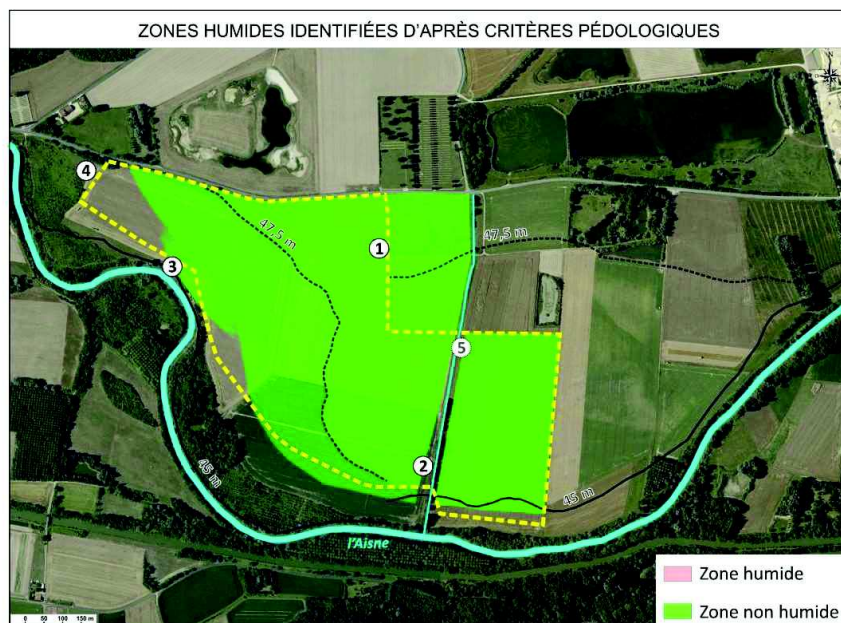 ZONES HUMIDES IDENTIFIÉES D'APRÈS CRITÈRES PÉDOLOGIQUES
4
47,5 m
1
47,5 m
3
5
2
45 m
45 m
l'Aisne
Zone humide
Zone non humide
0 50 100 150 m